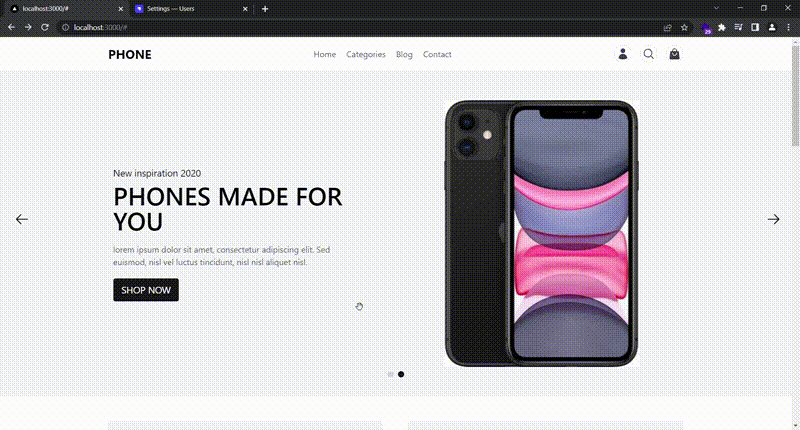 localhost:3000/#
Settings — Users
localhost:3000/#
29
PHONE
Home
Categories
Blog
Contact
New inspiration 2020
PHONES MADE FOR
YOU
lorem ipsum dolor sit amet, consectetur adipiscing elit. Sed
euismod, nisl vel luctus tincidunt, nisl nisl aliquet nisl.
SHOP NOW